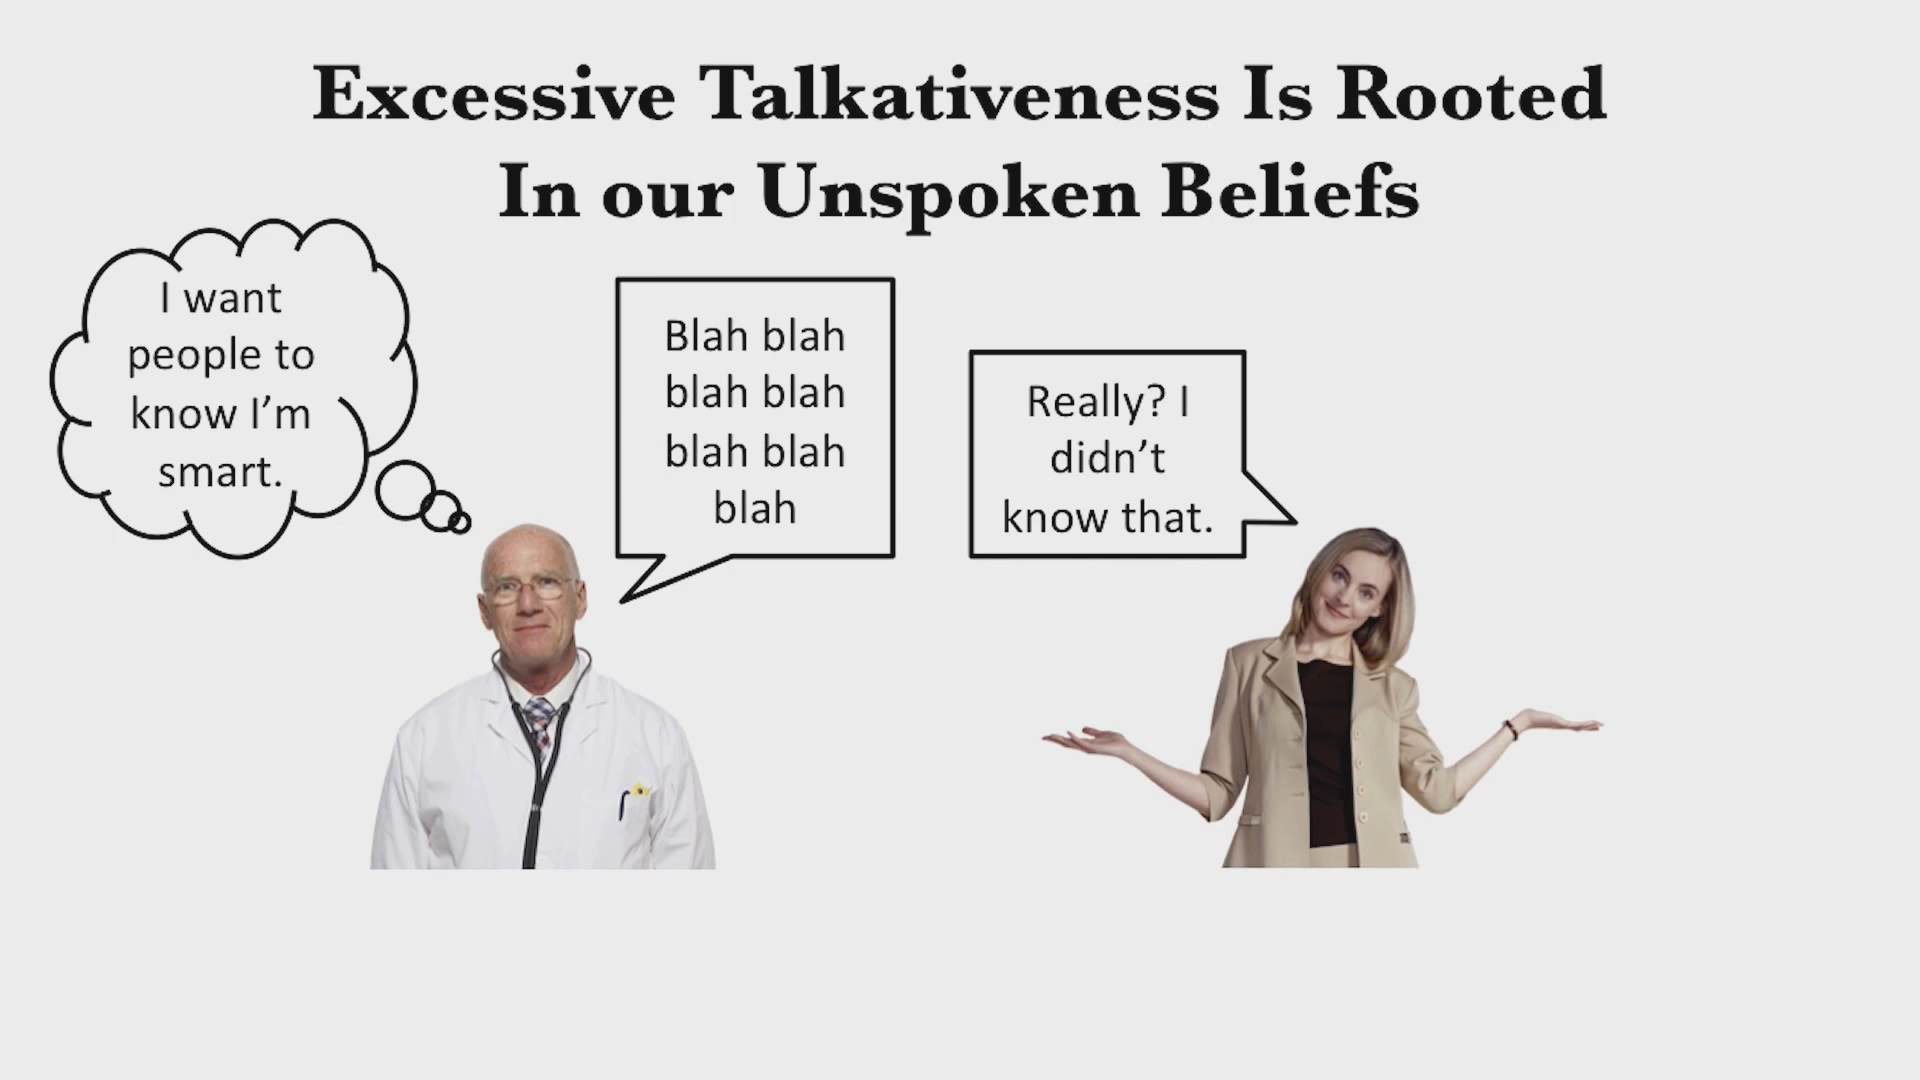 Excessive Talkativeness Is Rooted
In our Unspoken Beliefs
I want
people to
know I’m
smart.
Blah blah
blah blah
blah blah
blah
Really? I
didn’t
know that.